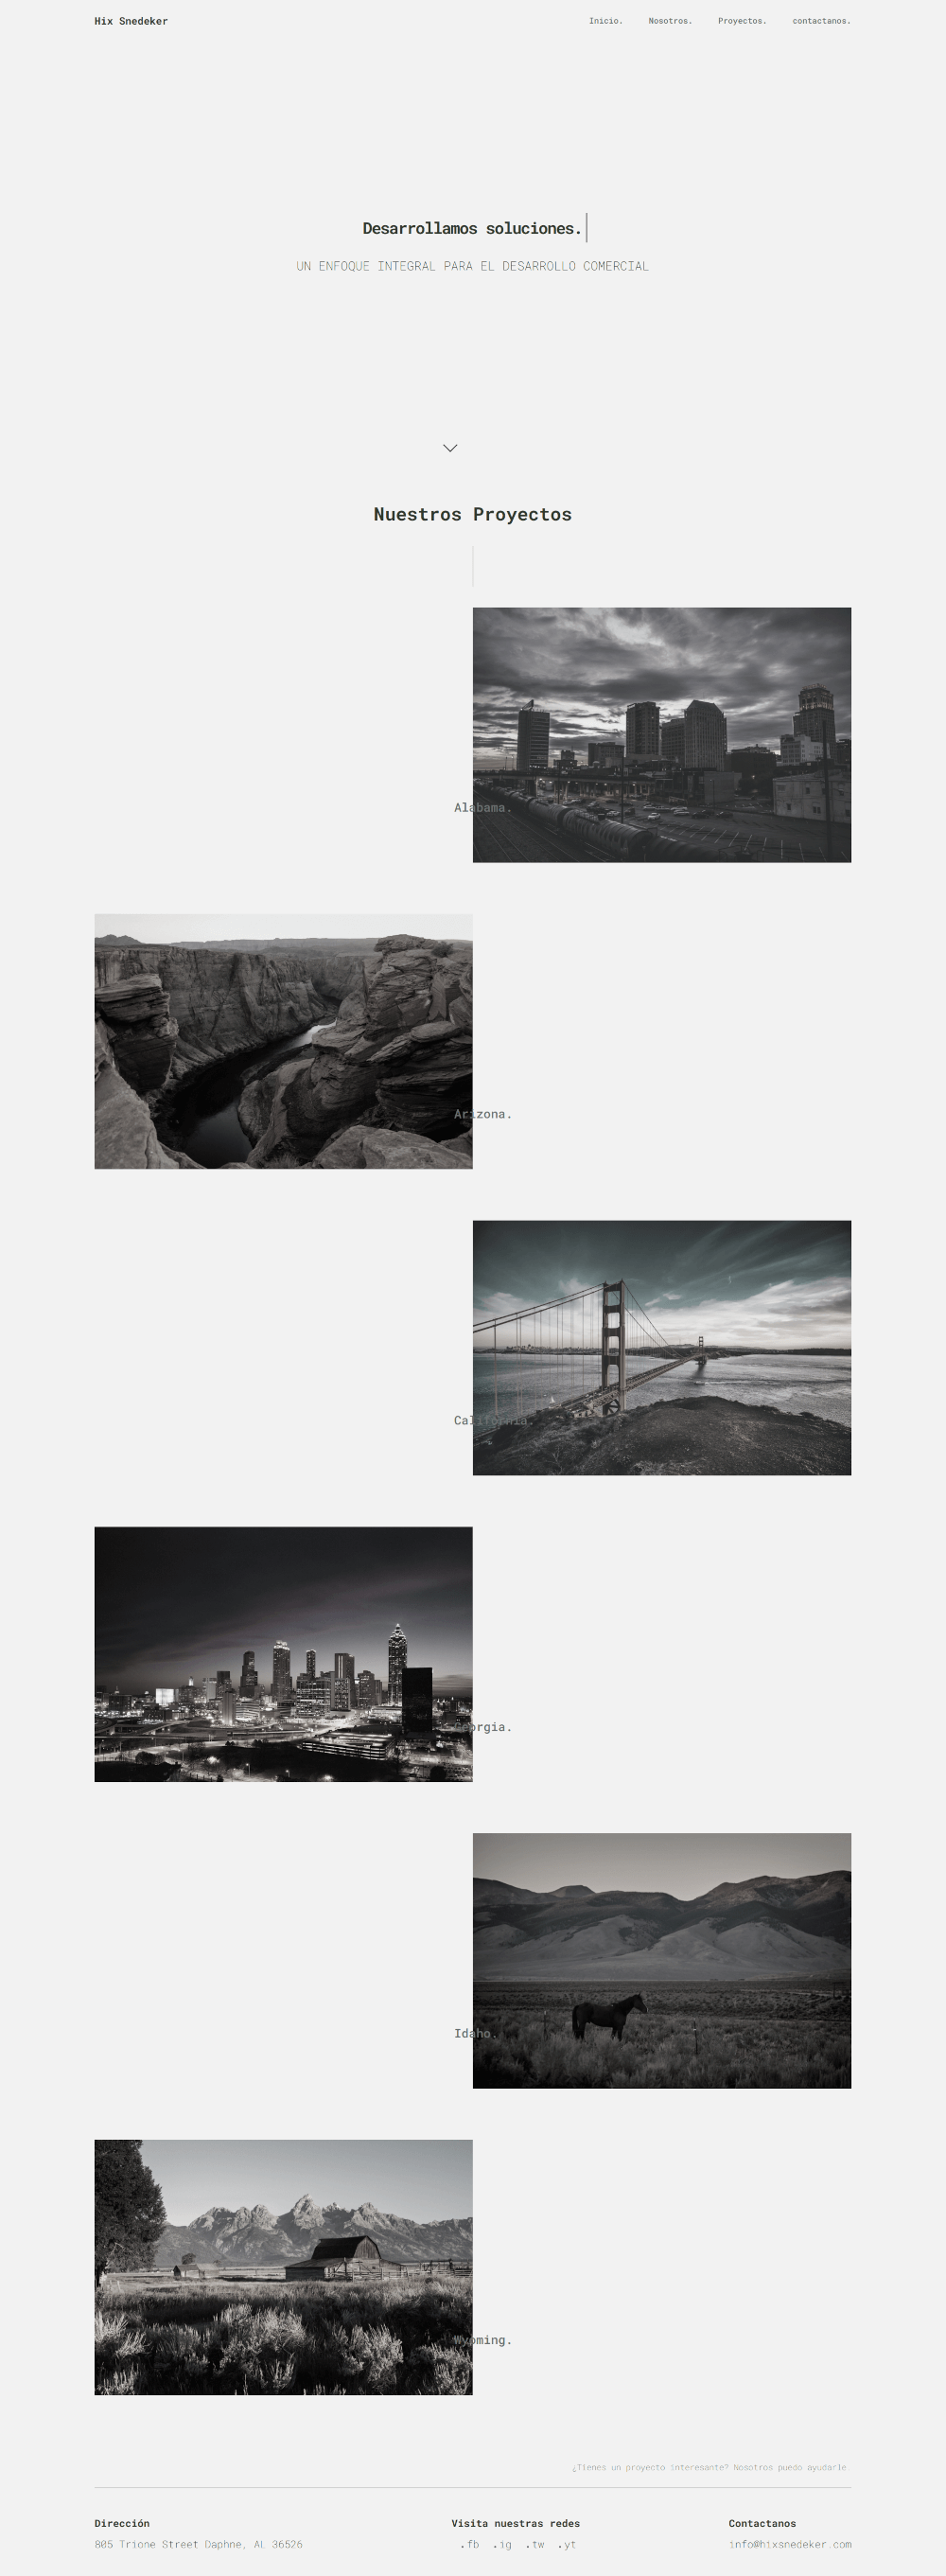 Hix Snedeker
Inicio. Nosotros. Proyectos. contactanos.
Desarrollamos soluciones.
UN ENFOQUE INTEGRAL PARA EL DESARROLLO COMERCIAL
Nuestros Proyectos
Alabama.
Arizona.
California.
Georgia.
Idaho.
Wyoming.
¿Tienes un proyecto interesante? Nosotros puedo ayudarle
Dirección
805 Trione Street Daphne, AL 36526
Visita nuestras redes
.fb .ig .tw .yt
Contactanos
info@hixsnedeker.com